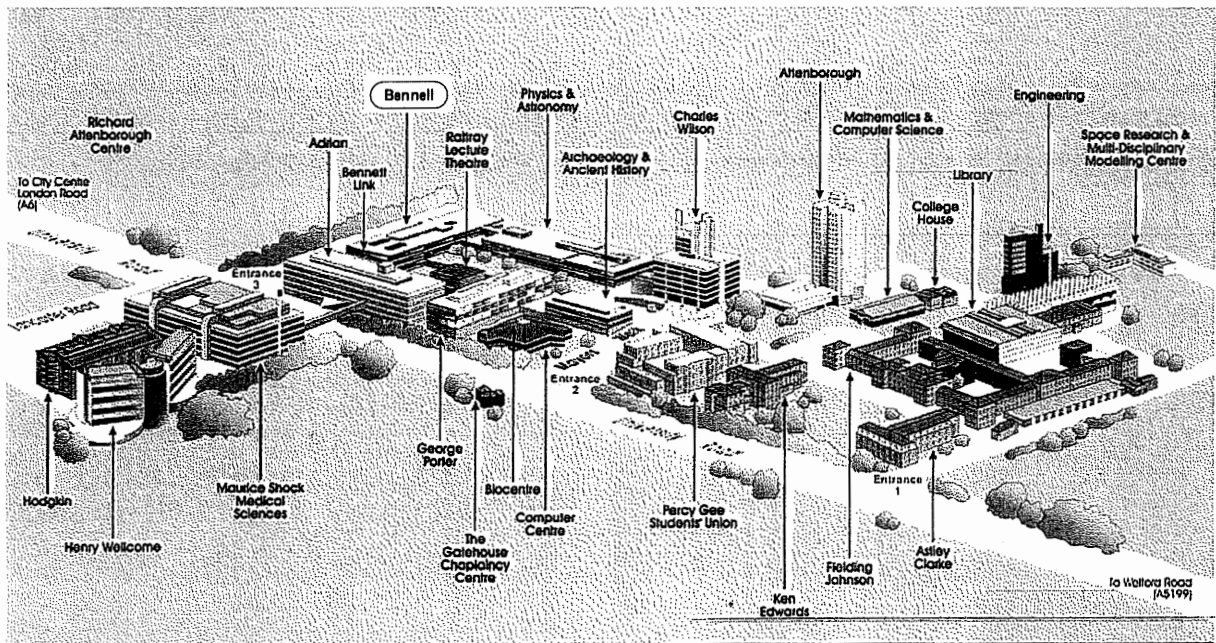 Richard
Attenborough
Centre
To City Centre
London Road
(A6)
Adrian
Bennett
Link
Bennell
Rattray
Lecture
Theatre
Physics &
Astronomy
Archaeology &
Ancient History
Charles
Wilson
Attenborough
Mathematics &
Computer Science
College
House
Library
Engineering
Space Research &
Multi-Disciplinary
Modelling Centre
Entrance
3
Entrance
2
Entrance
1
Road
Road
Hodgkin
Henry Wellcome
Maurice Shock
Medical
Sciences
George
Porter
The
Gatehouse
Chaplaincy
Centre
Biocentre
Computer
Centre
Percy Gee
Students' Union
Ken
Edwards
Fielding
Johnson
Astley
Clarke
To Welford Road
(A5199)